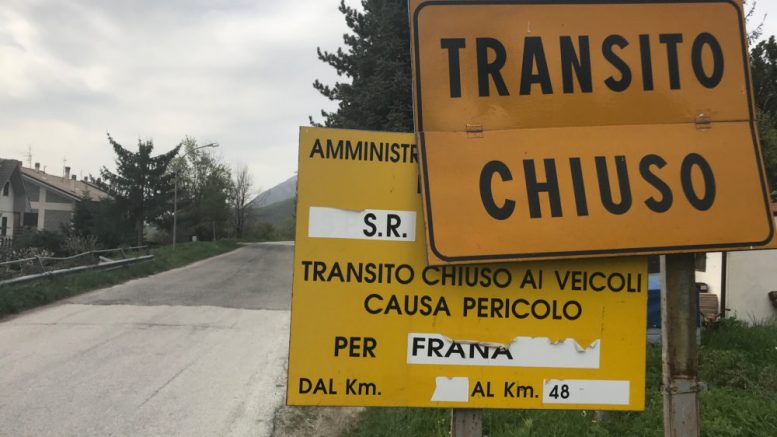 TRANSITO
CHIUSO
AMMINISTR
S.R.
TRANSITO CHIUSO AI VEICOLI
CAUSA PERICOLO
PER FRANA
DAL Km. AL Km. 48